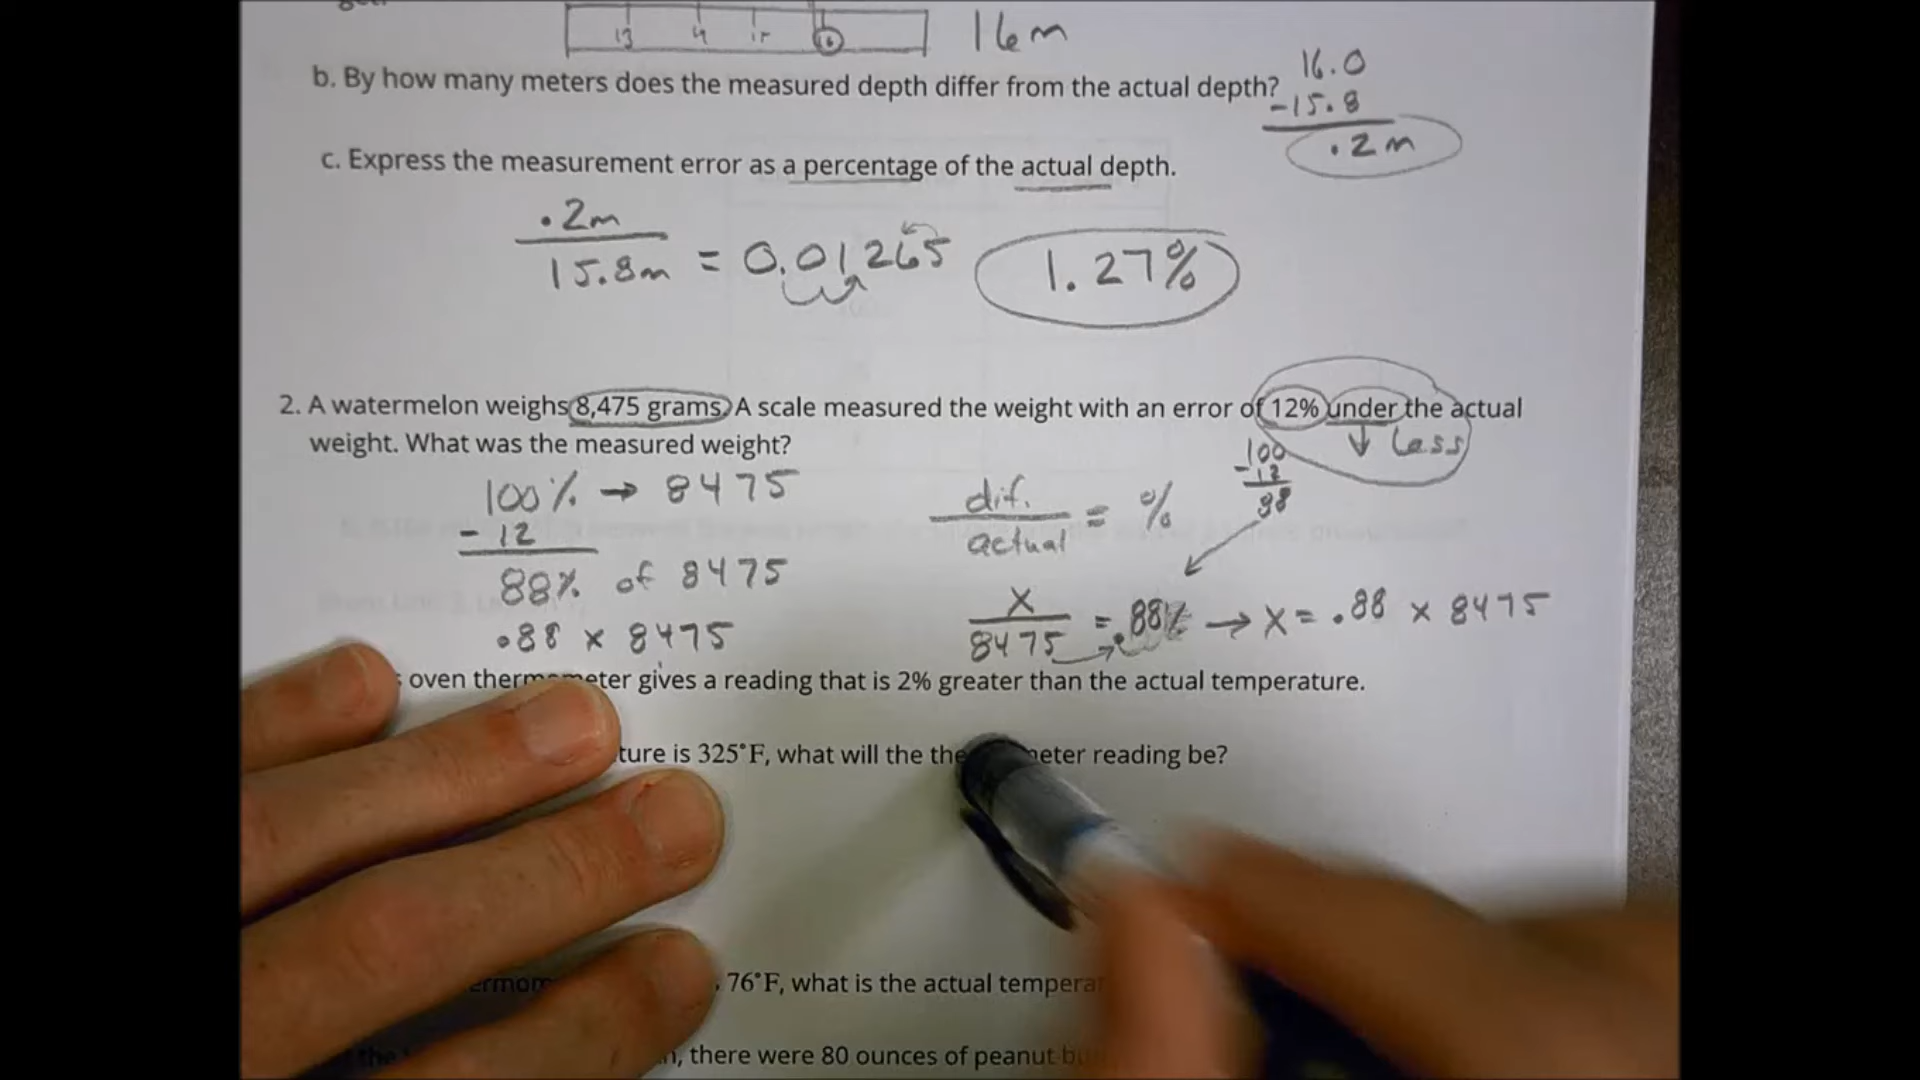 13 14 15 16 16m
b. By how many meters does the measured depth differ from the actual depth?
16.0
-15.8
.2m
c. Express the measurement error as a percentage of the actual depth.
.2m
15.8m = 0.01265 1.27%
2. A watermelon weighs 8,475 grams. A scale measured the weight with an error of 12% under the actual
weight. What was the measured weight?
↓ Less
100
-12
88
100% → 8475
- 12
88% of 8475
.88 x 8475
dif.
actual = %
x
8475 = .88% → x = .88 x 8475
oven thermometer gives a reading that is 2% greater than the actual temperature.
ture is 325°F, what will the the meter reading be?
76°F, what is the actual tempera
there were 80 ounces of peanut